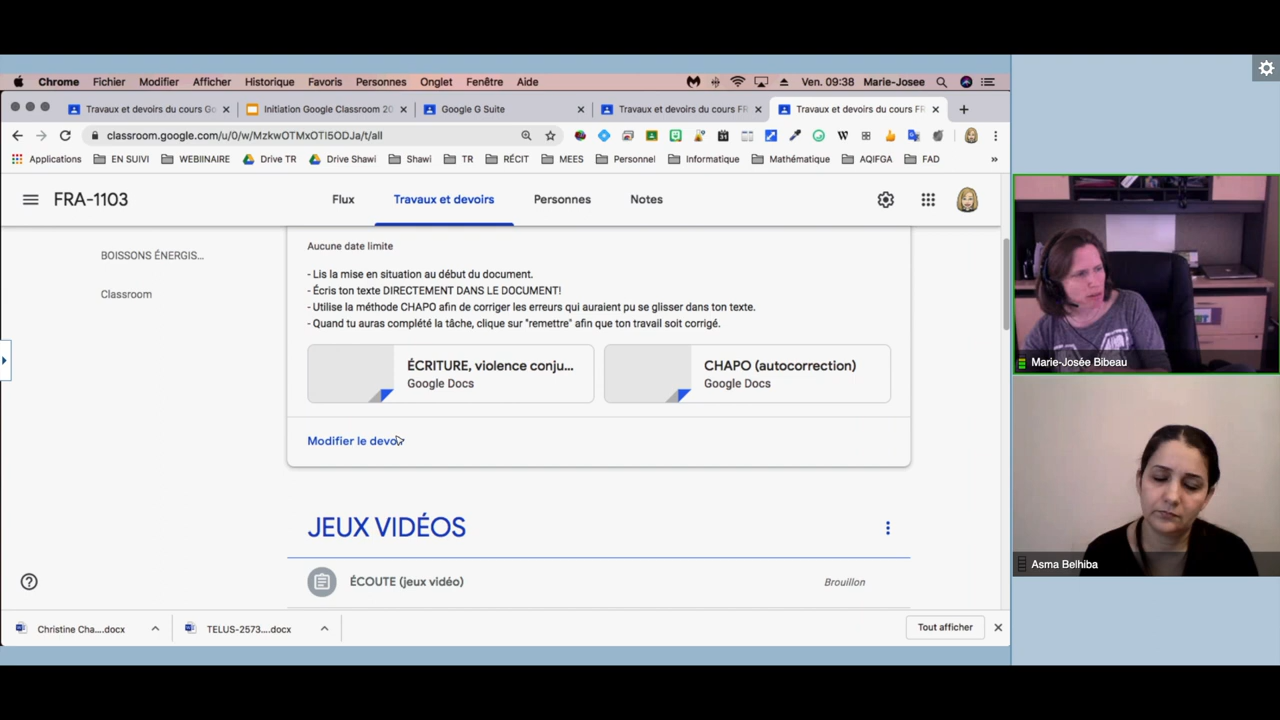 Chrome Fichier Modifier Afficher Historique Favoris Personnes Onglet Fenêtre Aide Ven. 09:38 Marie-Josee
Travaux et devoirs du cours Go Initiation Google Classroom 20 Google G Suite Travaux et devoirs du cours FR Travaux et devoirs du cours FR
classroom.google.com/u/0/w/MzkwOTMxOTI5ODJa/t/all
Applications EN SUIVI WEBIINAIRE Drive TR Drive Shawi Shawi TR RÉCIT MEES Personnel Informatique Mathématique AQIFGA FAD »
FRA-1103 Flux Travaux et devoirs Personnes Notes
BOISSONS ÉNERGIS...
Classroom
Aucune date limite
- Lis la mise en situation au début du document.
- Écris ton texte DIRECTEMENT DANS LE DOCUMENT!
- Utilise la méthode CHAPO afin de corriger les erreurs qui auraient pu se glisser dans ton texte.
- Quand tu auras complété la tâche, clique sur "remettre" afin que ton travail soit corrigé.
ÉCRITURE, violence conju...
Google Docs
CHAPO (autocorrection)
Google Docs
Modifier le devoir
JEUX VIDÉOS
ÉCOUTE (jeux vidéo) Brouillon
Christine Cha....docx TELUS-2573....docx Tout afficher
Marie-Josée Bibeau
Asma Belhiba